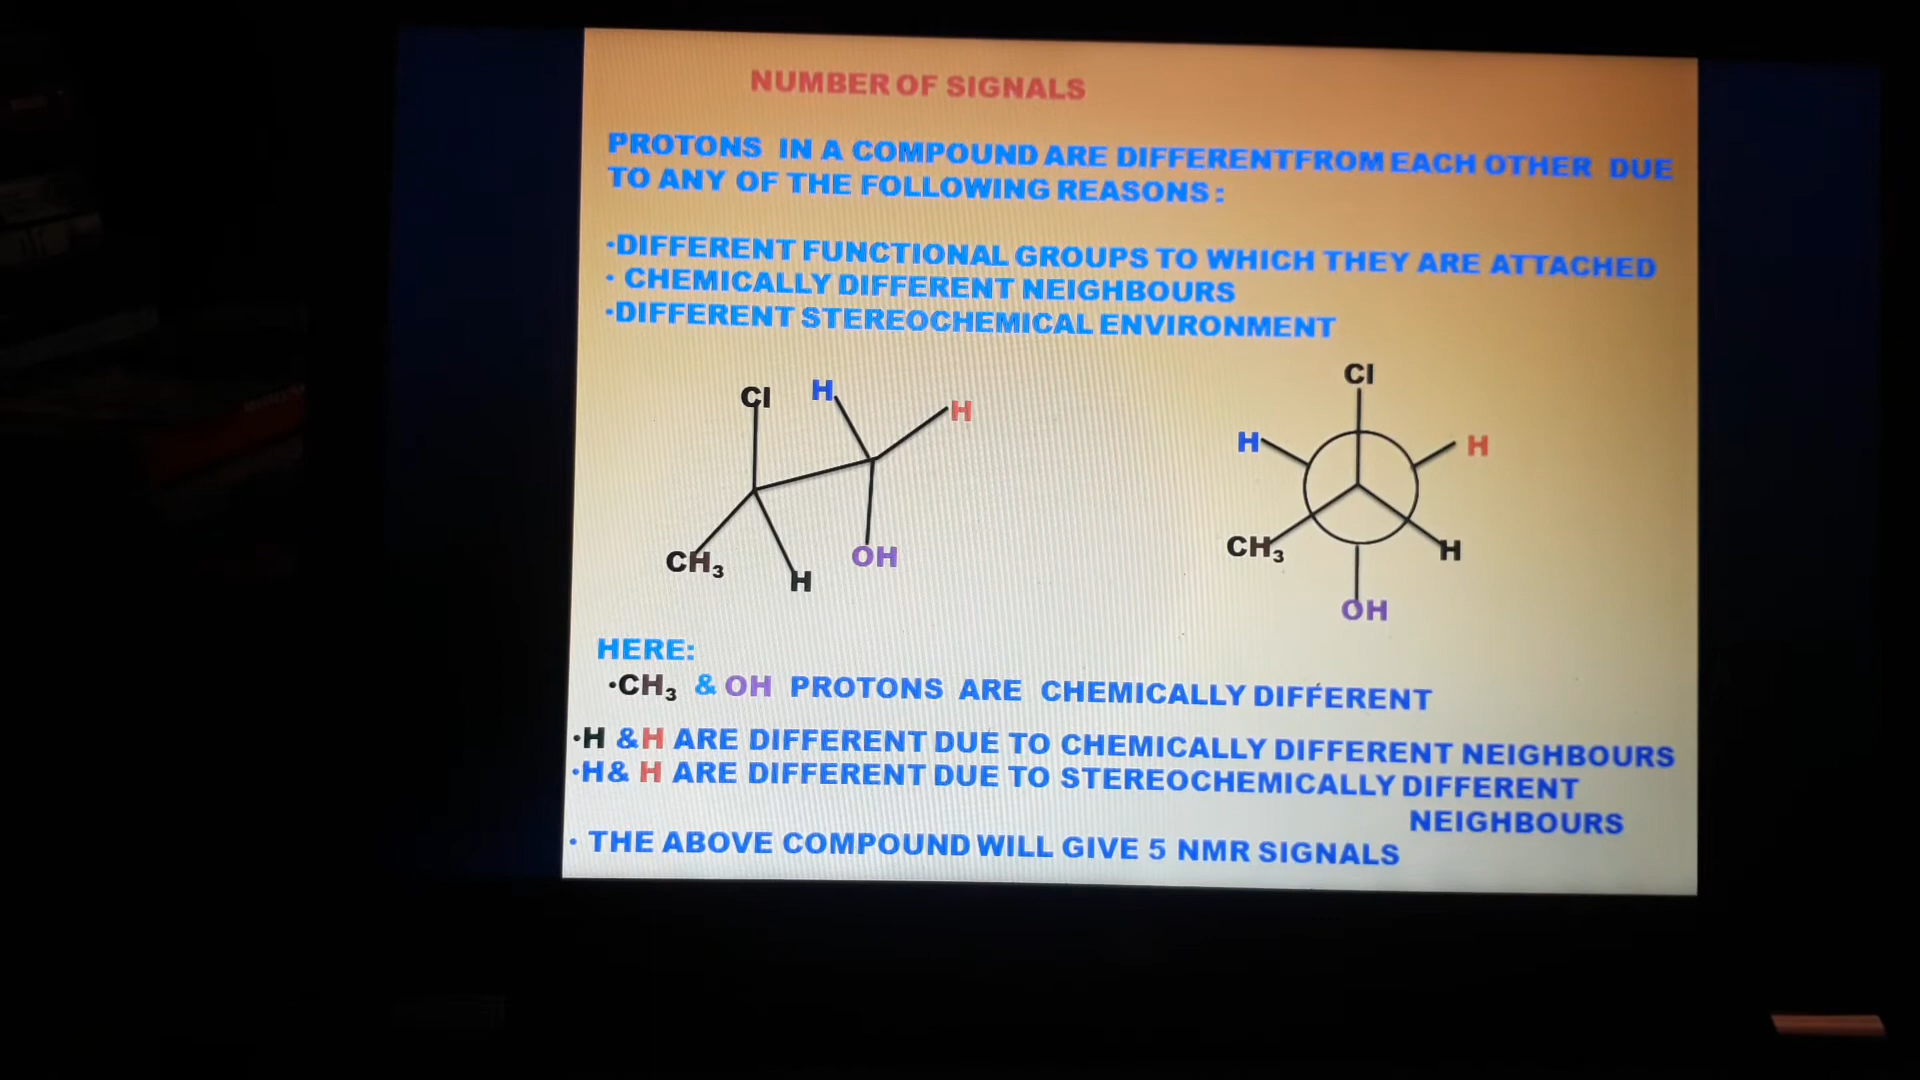 NUMBER OF SIGNALS
PROTONS IN A COMPOUND ARE DIFFERENTFROM EACH OTHER DUE
TO ANY OF THE FOLLOWING REASONS :
•DIFFERENT FUNCTIONAL GROUPS TO WHICH THEY ARE ATTACHED
• CHEMICALLY DIFFERENT NEIGHBOURS
•DIFFERENT STEREOCHEMICAL ENVIRONMENT
Cl H H
CH₃ H OH
Cl
H H
CH₃ H
OH
HERE:
•CH₃ & OH PROTONS ARE CHEMICALLY DIFFERENT
•H &H ARE DIFFERENT DUE TO CHEMICALLY DIFFERENT NEIGHBOURS
•H& H ARE DIFFERENT DUE TO STEREOCHEMICALLY DIFFERENT
NEIGHBOURS
• THE ABOVE COMPOUND WILL GIVE 5 NMR SIGNALS